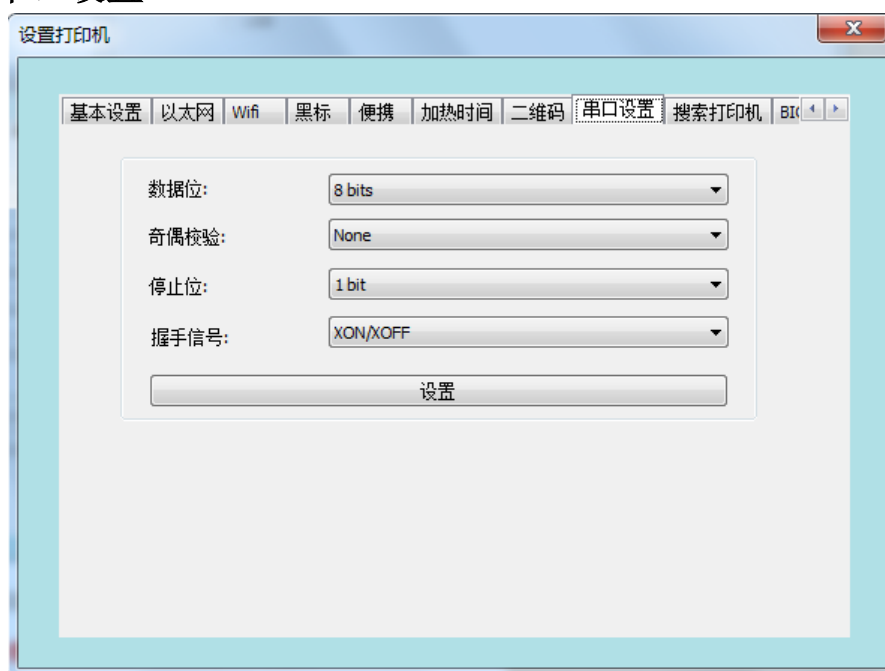 设置打印机
基本设置 以太网 Wifi 黑标 便携 加热时间 二维码 串口设置 搜索打印机
数据位: 8 bits
奇偶校验: None
停止位: 1 bit
握手信号: XON/XOFF
设置